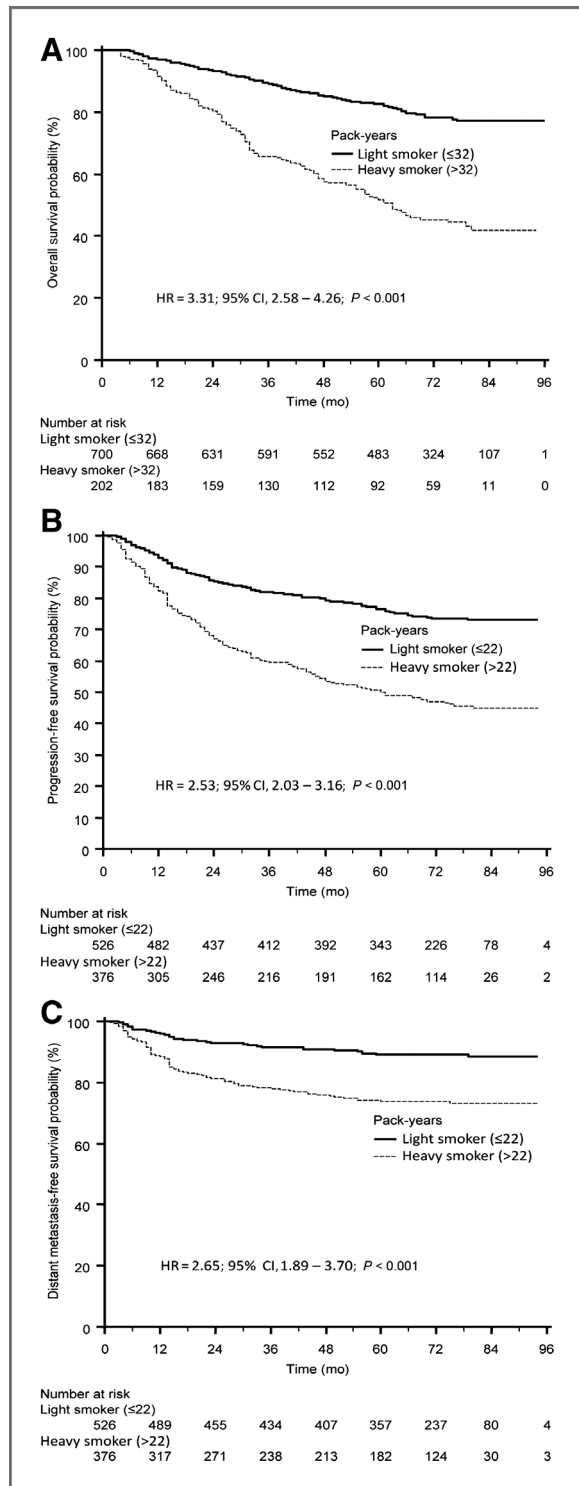 A
Overall survival probability (%)
100
80
60
40
20
0
Pack-years
Light smoker (≤32)
Heavy smoker (>32)
HR = 3.31; 95% CI, 2.58 – 4.26; P < 0.001
0 12 24 36 48 60 72 84 96
Time (mo)
Number at risk
Light smoker (≤32)
700 668 631 591 552 483 324 107 1
Heavy smoker (>32)
202 183 159 130 112 92 59 11 0
B
Progression-free survival probability (%)
100
90
80
70
60
50
40
30
20
10
0
Pack-years
Light smoker (≤22)
Heavy smoker (>22)
HR = 2.53; 95% CI, 2.03 – 3.16; P < 0.001
0 12 24 36 48 60 72 84 96
Time (mo)
Number at risk
Light smoker (≤22)
526 482 437 412 392 343 226 78 4
Heavy smoker (>22)
376 305 246 216 191 162 114 26 2
C
Distant metastasis-free survival probability (%)
100
80
60
40
20
0
Pack-years
Light smoker (≤22)
Heavy smoker (>22)
HR = 2.65; 95% CI, 1.89 – 3.70; P < 0.001
0 12 24 36 48 60 72 84 96
Time (mo)
Number at risk
Light smoker (≤22)
526 489 455 434 407 357 237 80 4
Heavy smoker (>22)
376 317 271 238 213 182 124 30 3